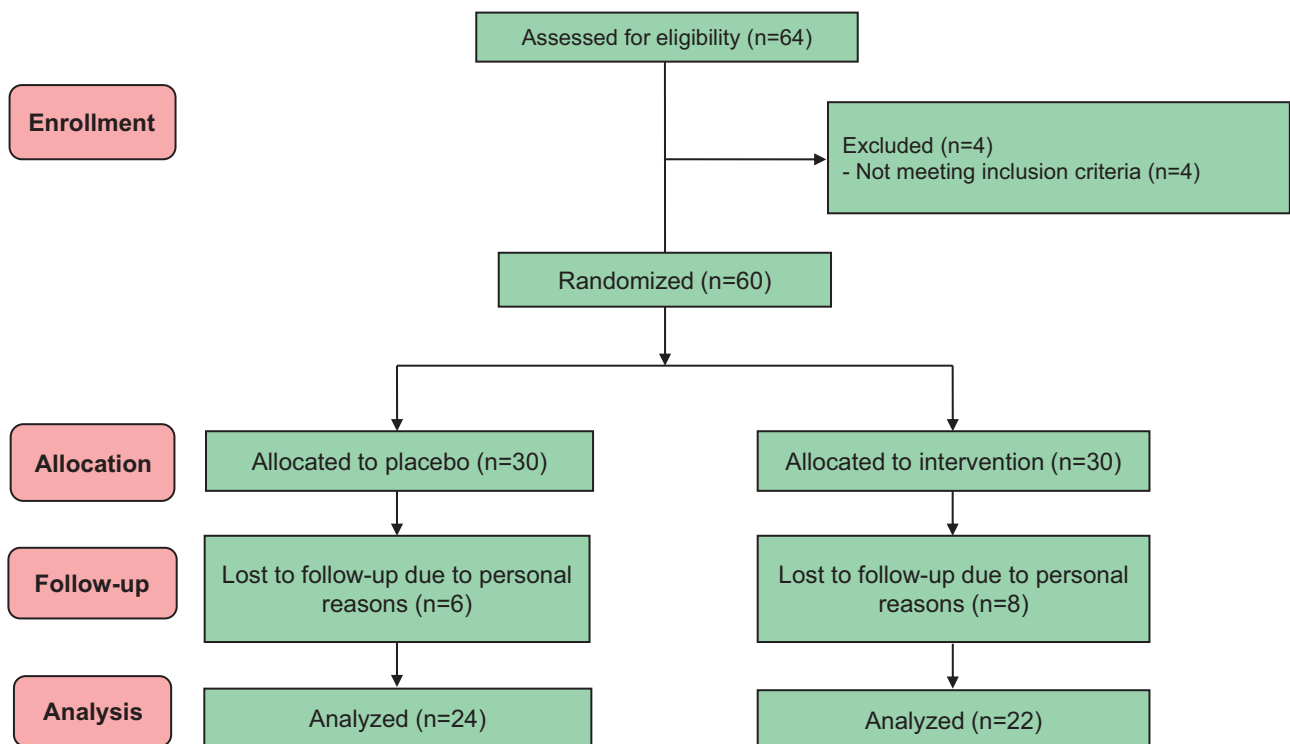 Assessed for eligibility (n=64)
Enrollment
Excluded (n=4)
- Not meeting inclusion criteria (n=4)
Randomized (n=60)
Allocation
Allocated to placebo (n=30)
Allocated to intervention (n=30)
Follow-up
Lost to follow-up due to personal
reasons (n=6)
Lost to follow-up due to personal
reasons (n=8)
Analysis
Analyzed (n=24)
Analyzed (n=22)